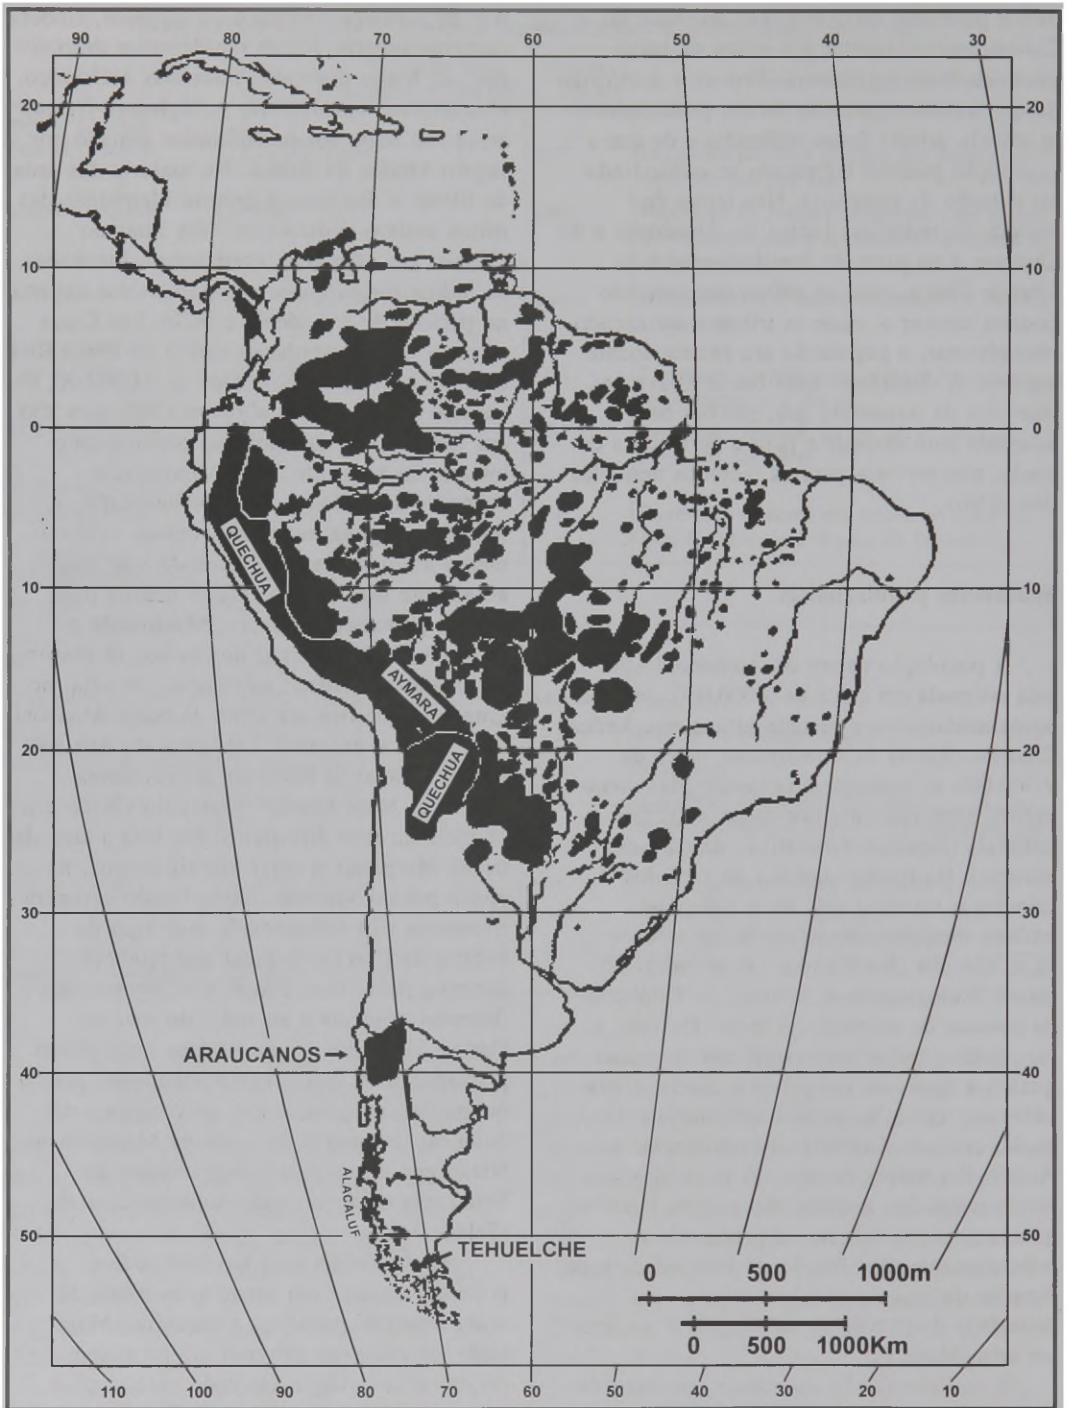 90 80 70 60 50 40 30
20 20
10 10
0 0
QUECHUA
10 10
AYMARA
20 20
QUECHUA
30 30
ARAUCANOS
40 40
ALACALUF
50 50
TEHUELCHE
0 500 1000m
0 500 1000Km
110 100 90 80 70 60 50 40 30 20 10